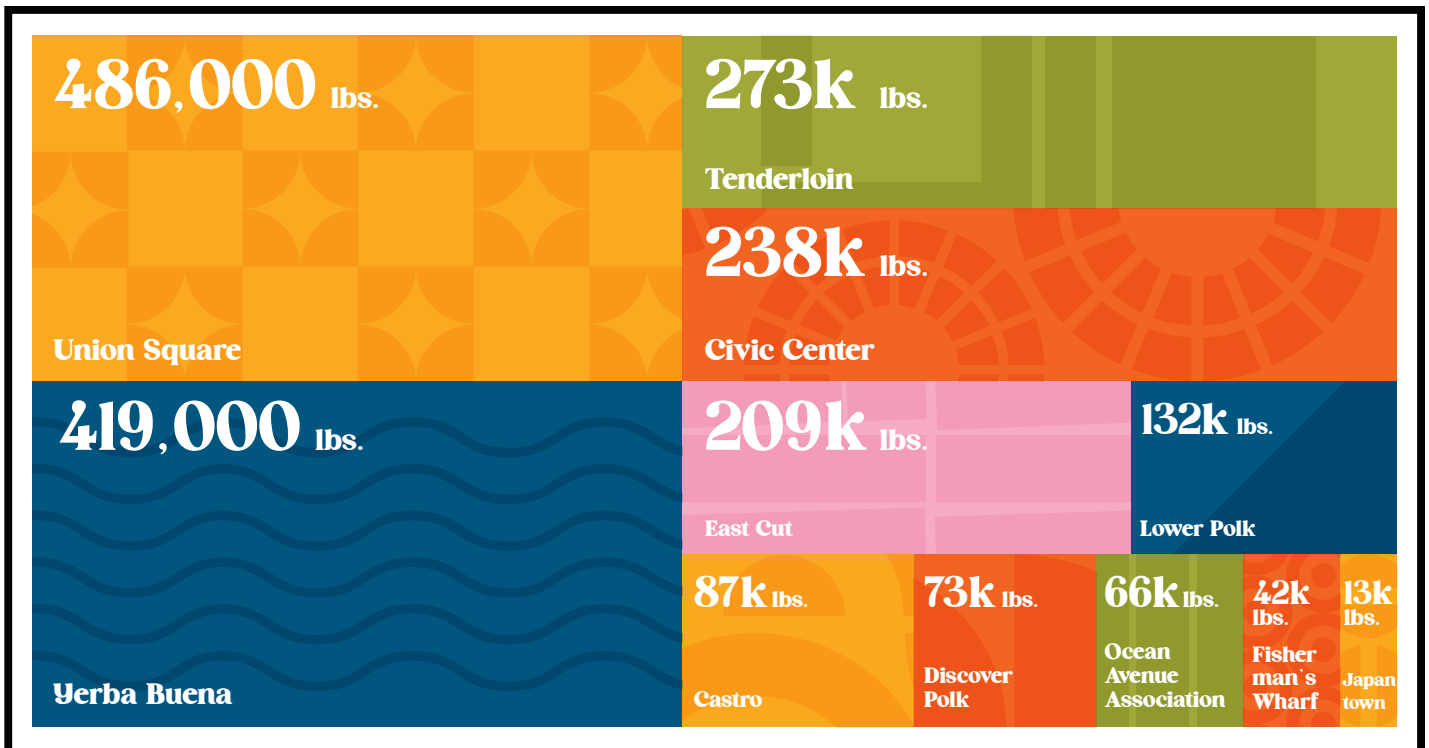 486,000 lbs.
Union Square
273k lbs.
Tenderloin
238k lbs.
Civic Center
419,000 lbs.
Yerba Buena
209k lbs.
East Cut
132k lbs.
Lower Polk
87k lbs.
Castro
73k lbs.
Discover
Polk
66k lbs.
Ocean
Avenue
Association
42k
lbs.
Fisher
man's
Wharf
13k
lbs.
Japan
town